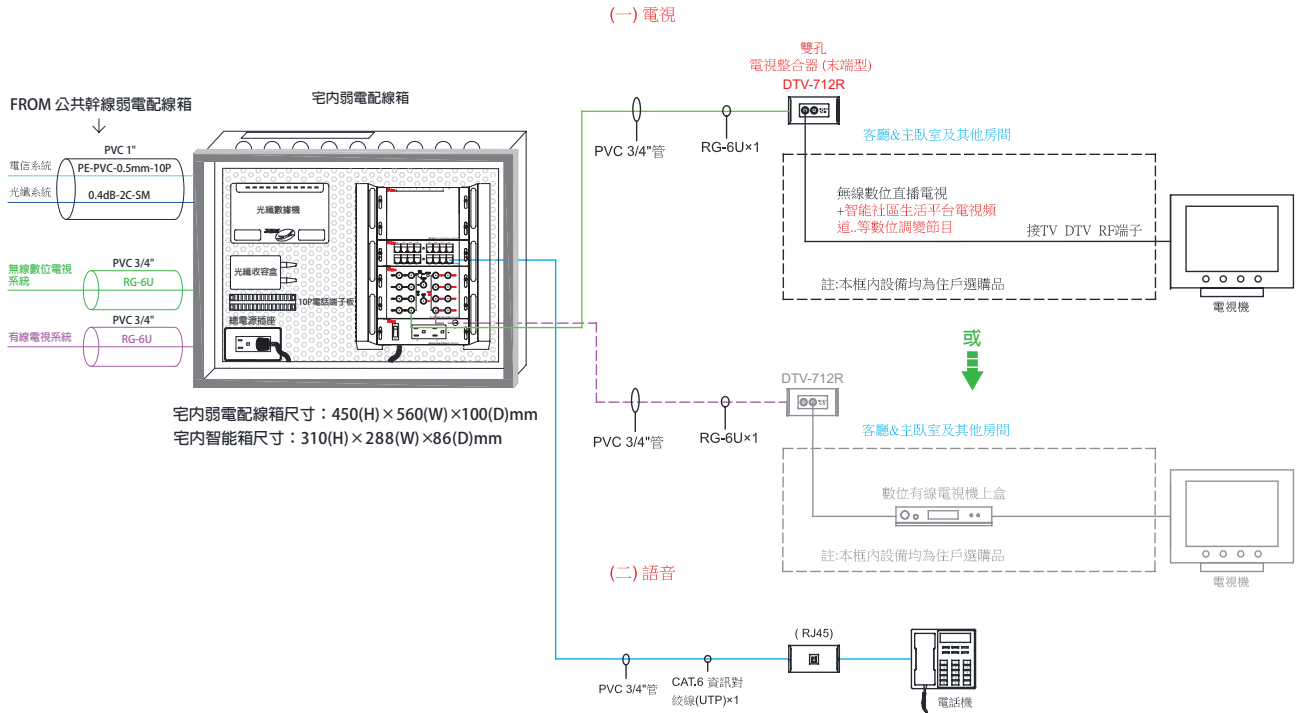 (一) 電視
雙孔
電視整合器 (末端型)
DTV-712R
FROM 公共幹線弱電配線箱
宅内弱電配線箱
PVC 1"
電信系統
PE-PVC-0.5mm-10P
光纖系統
0.4dB-2C-SM
無線數位電視
系統
PVC 3/4"
RG-6U
有線電視系統
PVC 3/4"
RG-6U
光纖數據機
光纖收容盒
10P電話端子板
總電源插座
宅内弱電配線箱尺寸：450(H)×560(W)×100(D)mm
宅内智能箱尺寸：310(H)×288(W)×86(D)mm
PVC 3/4"管
RG-6U×1
客廳&主臥室及其他房間
無線數位直播電視
+智能社區生活平台電視頻
道..等數位調變節目
接TV DTV RF端子
註:本框內設備均為住戶選購品
電視機
或
DTV-712R
PVC 3/4"管
RG-6U×1
客廳&主臥室及其他房間
數位有線電視機上盒
註:本框內設備均為住戶選購品
電視機
(二) 語音
( RJ45)
PVC 3/4"管
CAT.6 資訊對
絞線(UTP)×1
電話機